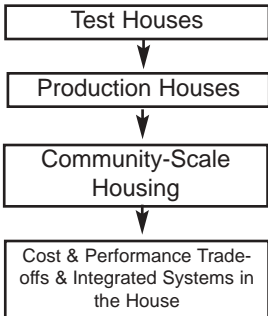 Test Houses
Production Houses
Community-Scale
Housing
Cost & Performance Trade-
offs & Integrated Systems in
the House